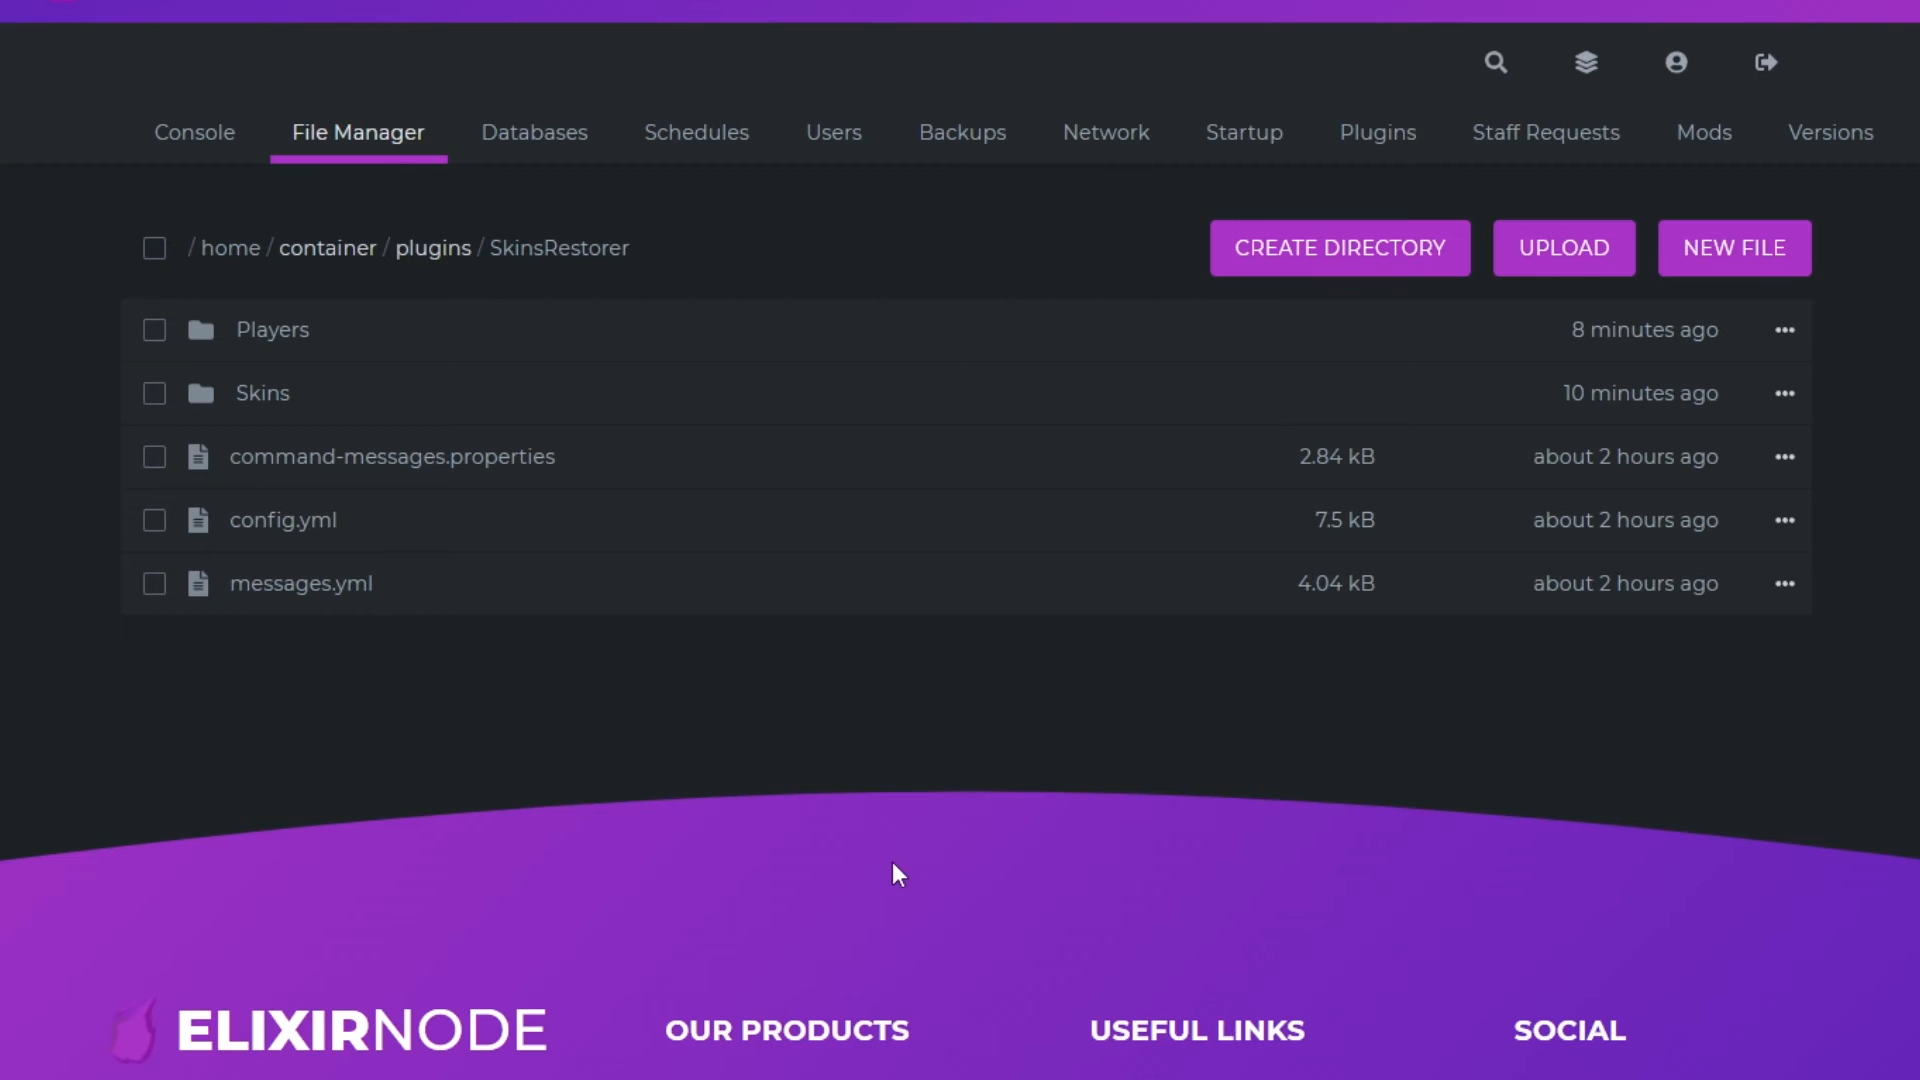 Console File Manager Databases Schedules Users Backups Network Startup Plugins Staff Requests Mods Versions
/ home / container / plugins / SkinsRestorer CREATE DIRECTORY UPLOAD NEW FILE
Players 8 minutes ago
Skins 10 minutes ago
command-messages.properties 2.84 kB about 2 hours ago
config.yml 7.5 kB about 2 hours ago
messages.yml 4.04 kB about 2 hours ago
ELIXIRNODE OUR PRODUCTS USEFUL LINKS SOCIAL